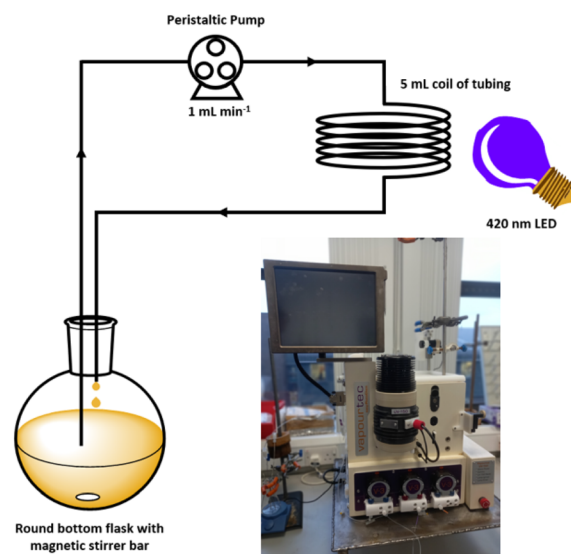 Peristaltic Pump
1 mL min⁻¹
5 mL coil of tubing
420 nm LED
vapourtec
Round bottom flask with
magnetic stirrer bar